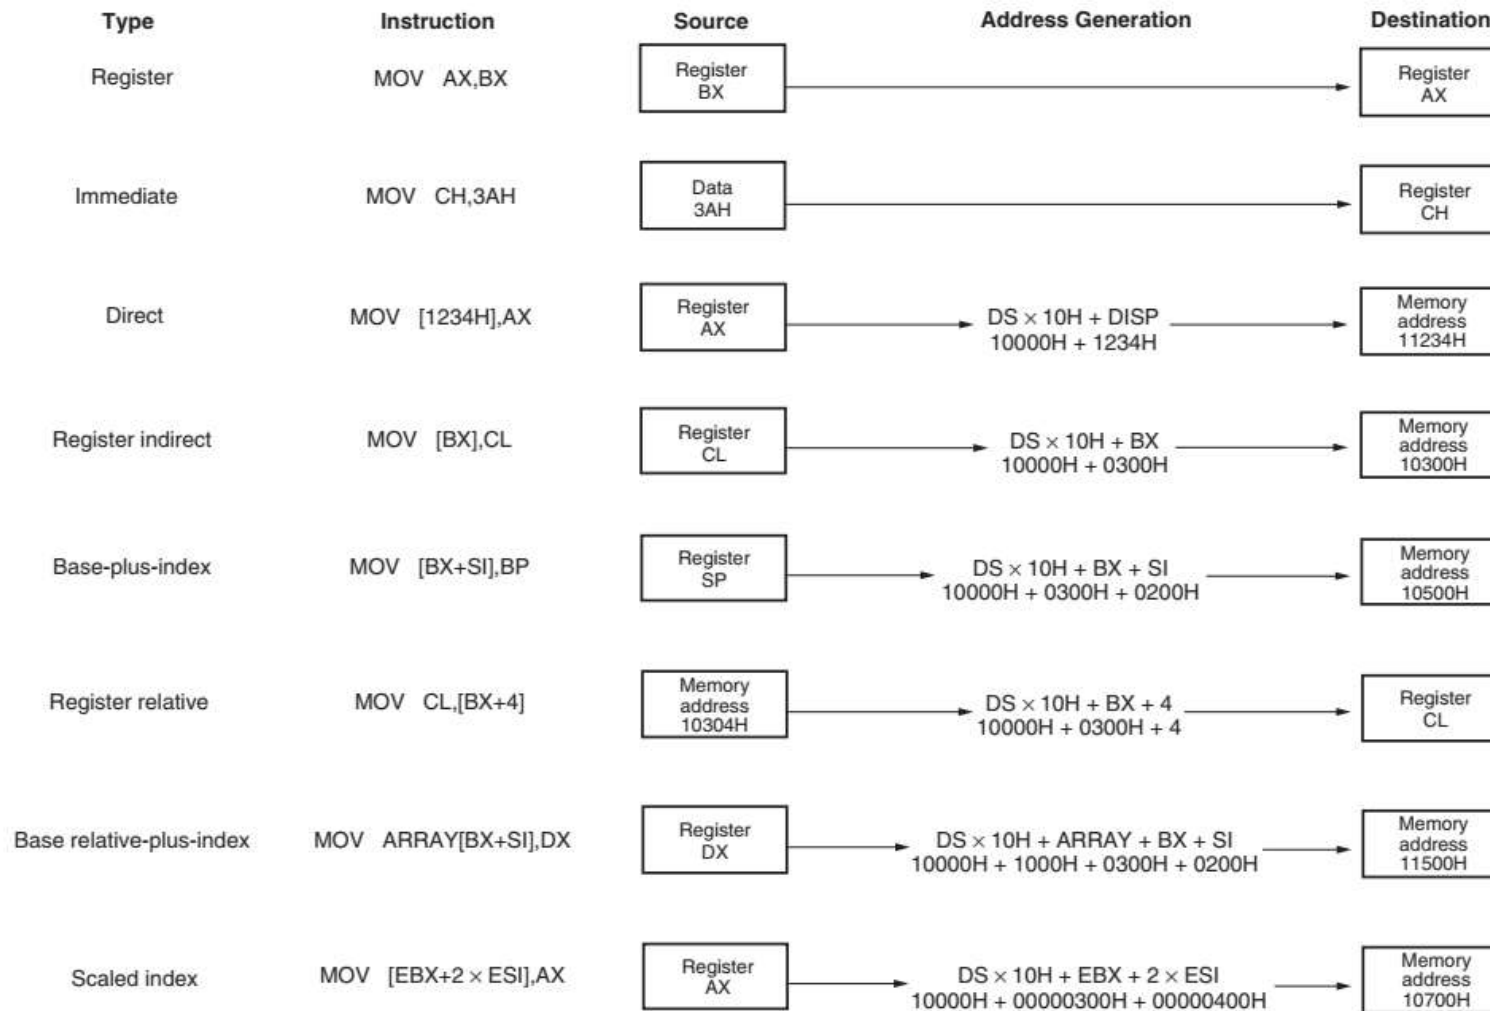 Type Instruction Source Address Generation Destination
Register MOV AX,BX Register BX Register AX
Immediate MOV CH,3AH Data 3AH Register CH
Direct MOV [1234H],AX Register AX DS × 10H + DISP 10000H + 1234H Memory address 11234H
Register indirect MOV [BX],CL Register CL DS × 10H + BX 10000H + 0300H Memory address 10300H
Base-plus-index MOV [BX+SI],BP Register SP DS × 10H + BX + SI 10000H + 0300H + 0200H Memory address 10500H
Register relative MOV CL,[BX+4] Memory address 10304H DS × 10H + BX + 4 10000H + 0300H + 4 Register CL
Base relative-plus-index MOV ARRAY[BX+SI],DX Register DX DS × 10H + ARRAY + BX + SI 10000H + 1000H + 0300H + 0200H Memory address 11500H
Scaled index MOV [EBX+2 × ESI],AX Register AX DS × 10H + EBX + 2 × ESI 10000H + 00000300H + 00000400H Memory address 10700H